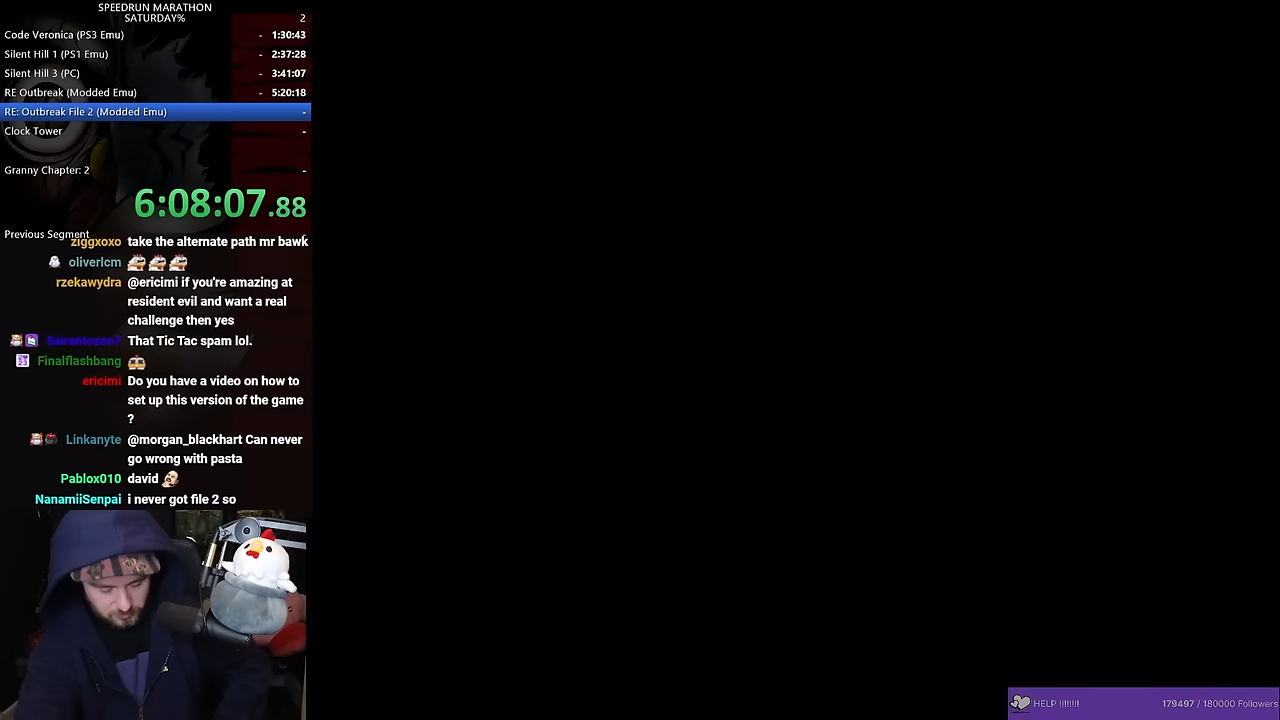 SPEEDRUN MARATHON
SATURDAY%
2
Code Veronica (PS3 Emu) - 1:30:43
Silent Hill 1 (PS1 Emu) - 2:37:28
Silent Hill 3 (PC) - 3:41:07
RE Outbreak (Modded Emu) - 5:20:18
RE: Outbreak File 2 (Modded Emu) -
Clock Tower -
Granny Chapter: 2 -
6:08:07.88
Previous Segment
ziggxoxo take the alternate path mr bawk
oliverlcm
rzekawydra @ericimi if you're amazing at
resident evil and want a real
challenge then yes
Sairentozon7 That Tic Tac spam lol.
Finalflashbang
ericimi Do you have a video on how to
set up this version of the game
?
Linkanyte @morgan_blackhart Can never
go wrong with pasta
Pablox010 david
NanamiiSenpai i never got file 2 so
HELP !!!!!!! 179497 / 180000 Followers